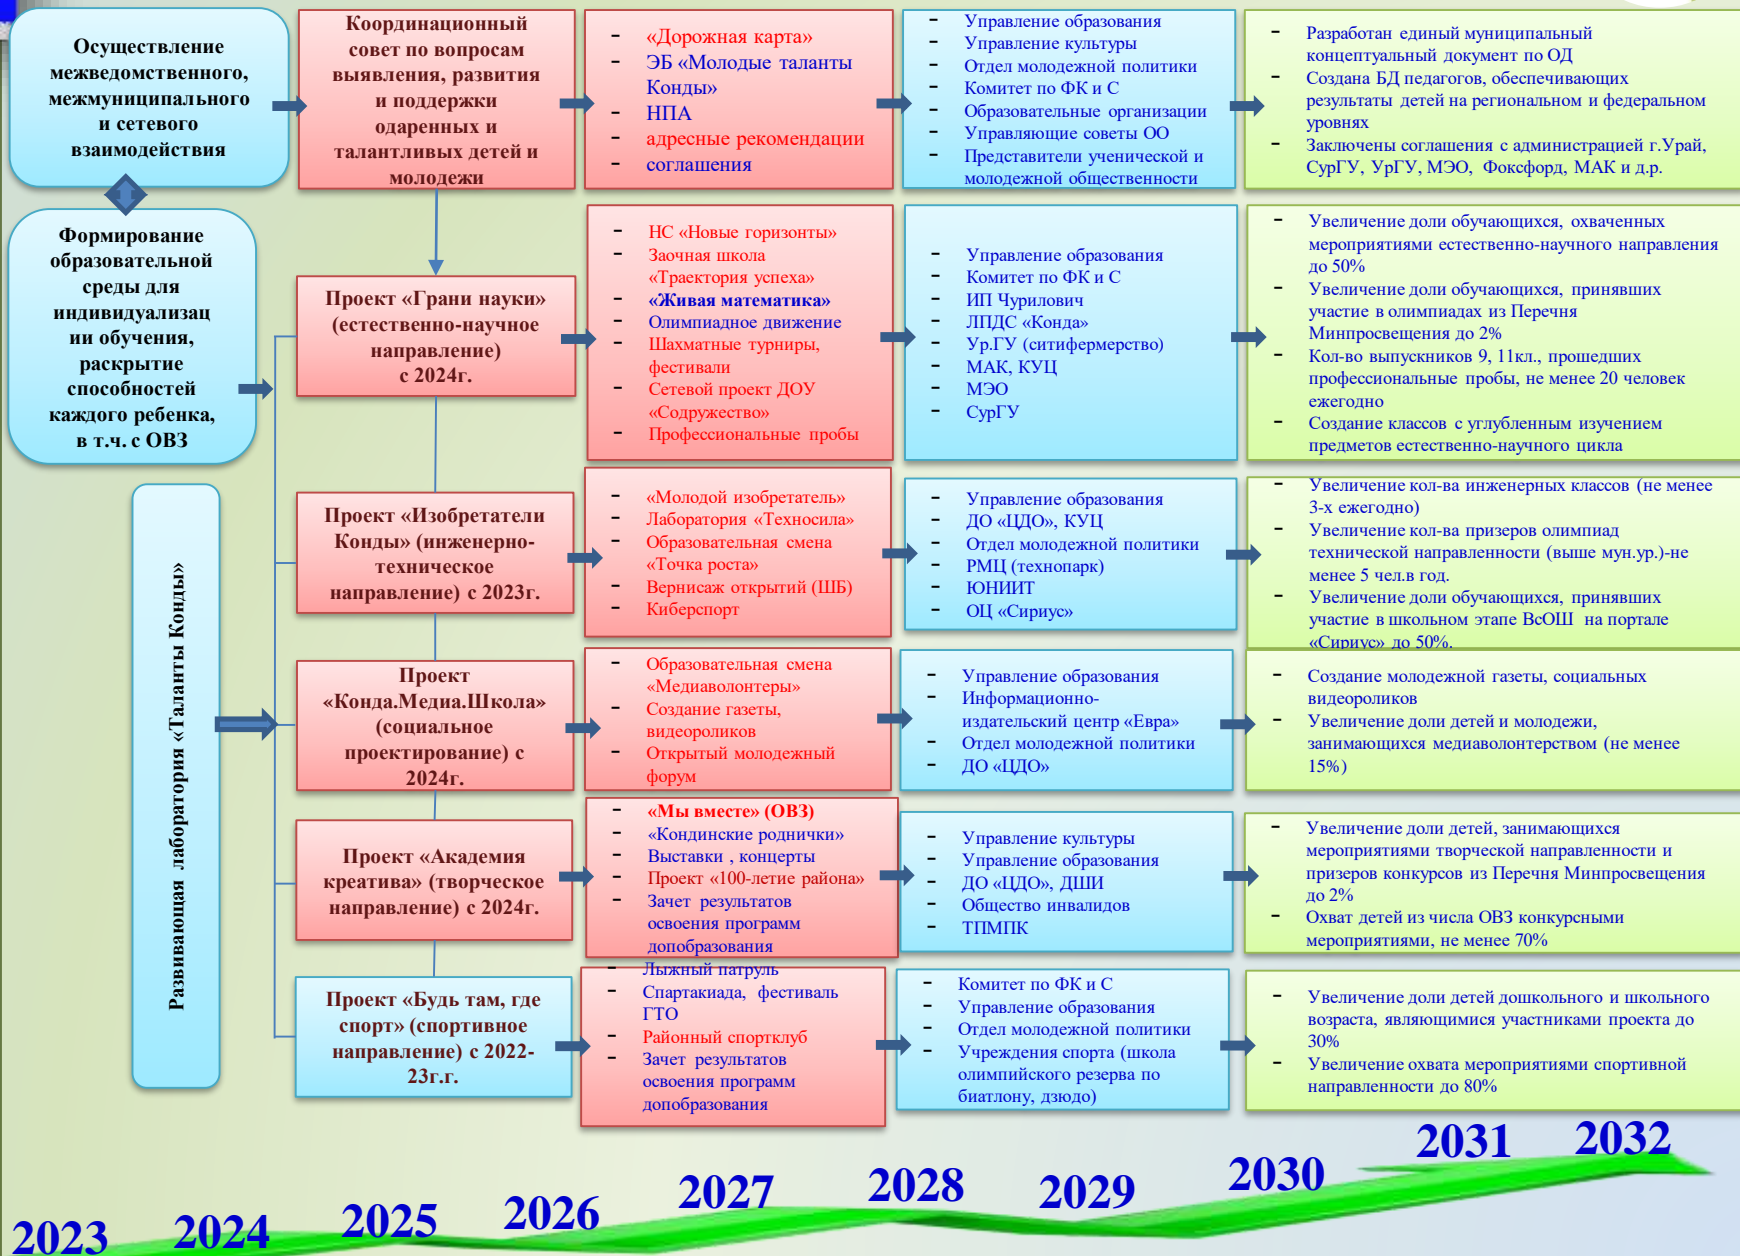 Осуществление
межведомственного,
межмуниципального
и сетевого
взаимодействия
Координационный
совет по вопросам
выявления, развития
и поддержки
одаренных и
талантливых детей и
молодежи
- «Дорожная карта»
- ЭБ «Молодые таланты
Конды»
- НПА
- адресные рекомендации
- соглашения
- Управление образования
- Управление культуры
- Отдел молодежной политики
- Комитет по ФК и С
- Образовательные организации
- Управляющие советы ОО
- Представители ученической и
молодежной общественности
- Разработан единый муниципальный
концептуальный документ по ОД
- Создана БД педагогов, обеспечивающих
результаты детей на региональном и федеральном
уровнях
- Заключены соглашения с администрацией г.Урай,
СурГУ, УрГУ, МЭО, Фоксфорд, МАК и д.р.
Формирование
образовательной
среды для
индивидуализац
ии обучения,
раскрытие
способностей
каждого ребенка,
в т.ч. с ОВЗ
Проект «Грани науки»
(естественно-научное
направление)
с 2024г.
- НС «Новые горизонты»
- Заочная школа
«Траектория успеха»
- «Живая математика»
- Олимпиадное движение
- Шахматные турниры,
фестивали
- Сетевой проект ДОУ
«Содружество»
- Профессиональные пробы
- Управление образования
- Комитет по ФК и С
- ИП Чурилович
- ЛПДС «Конда»
- Ур.ГУ (ситифермерство)
- МАК, КУЦ
- МЭО
- СурГУ
- Увеличение доли обучающихся, охваченных
мероприятиями естественно-научного направления
до 50%
- Увеличение доли обучающихся, принявших
участие в олимпиадах из Перечня
Минпросвещения до 2%
- Кол-во выпускников 9, 11кл., прошедших
профессиональные пробы, не менее 20 человек
ежегодно
- Создание классов с углубленным изучением
предметов естественно-научного цикла
Развивающая лаборатория «Таланты Конды»
Проект «Изобретатели
Конды» (инженерно-
техническое
направление) с 2023г.
- «Молодой изобретатель»
- Лаборатория «Техносила»
- Образовательная смена
«Точка роста»
- Вернисаж открытий (ШБ)
- Киберспорт
- Управление образования
- ДО «ЦДО», КУЦ
- Отдел молодежной политики
- РМЦ (технопарк)
- ЮНИИТ
- ОЦ «Сириус»
- Увеличение кол-ва инженерных классов (не менее
3-х ежегодно)
- Увеличение кол-ва призеров олимпиад
технической направленности (выше мун.ур.)-не
менее 5 чел.в год.
- Увеличение доли обучающихся, принявших
участие в школьном этапе ВсОШ на портале
«Сириус» до 50%.
Проект
«Конда.Медиа.Школа»
(социальное
проектирование) с
2024г.
- Образовательная смена
«Медиаволонтеры»
- Создание газеты,
видеороликов
- Открытый молодежный
форум
- Управление образования
- Информационно-
издательский центр «Евра»
- Отдел молодежной политики
- ДО «ЦДО»
- Создание молодежной газеты, социальных
видеороликов
- Увеличение доли детей и молодежи,
занимающихся медиаволонтерством (не менее
15%)
Проект «Академия
креатива» (творческое
направление) с 2024г.
- «Мы вместе» (ОВЗ)
- «Кондинские роднички»
- Выставки , концерты
- Проект «100-летие района»
- Зачет результатов
освоения программ
допобразования
- Управление культуры
- Управление образования
- ДО «ЦДО», ДШИ
- Общество инвалидов
- ТПМПК
- Увеличение доли детей, занимающихся
мероприятиями творческой направленности и
призеров конкурсов из Перечня Минпросвещения
до 2%
- Охват детей из числа ОВЗ конкурсными
мероприятиями, не менее 70%
Проект «Будь там, где
спорт» (спортивное
направление) с 2022-
23г.г.
- Лыжный патруль
- Спартакиада, фестиваль
ГТО
- Районный спортклуб
- Зачет результатов
освоения программ
допобразования
- Комитет по ФК и С
- Управление образования
- Отдел молодежной политики
- Учреждения спорта (школа
олимпийского резерва по
биатлону, дзюдо)
- Увеличение доли детей дошкольного и школьного
возраста, являющимися участниками проекта до
30%
- Увеличение охвата мероприятиями спортивной
направленности до 80%
2023
2024
2025
2026
2027
2028
2029
2030
2031
2032